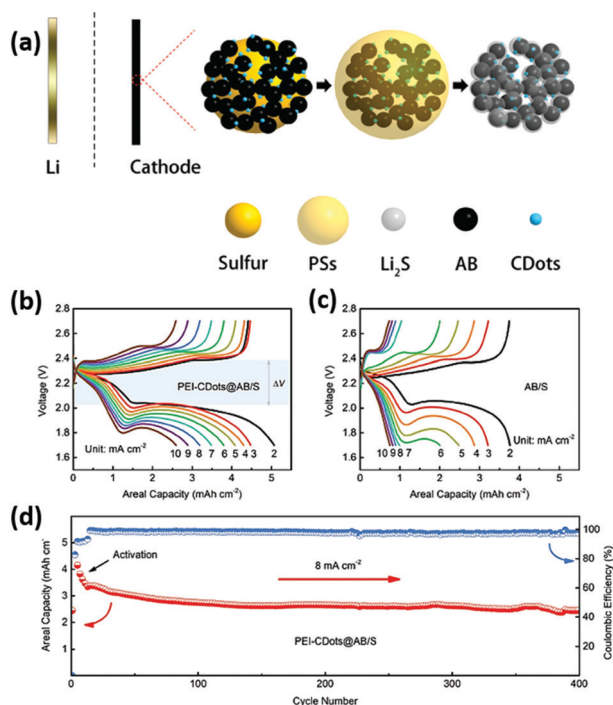 (a)
Li
Cathode
Sulfur PSs Li₂S AB CDots
(b)
2.8
2.6
2.4
2.2
2.0
1.8
1.6
Voltage (V)
PEI-CDots@AB/S
ΔV
Unit: mA cm⁻²
10 9 8 7 6 5 4 3 2
0 1 2 3 4 5
Areal Capacity (mAh cm⁻²)
(c)
2.8
2.6
2.4
2.2
2.0
1.8
1.6
Voltage (V)
AB/S
Unit: mA cm⁻²
10 9 8 7 6 5 4 3 2
0 1 2 3 4 5
Areal Capacity (mAh cm⁻²)
(d)
5
4
3
2
1
Areal Capacity (mAh cm⁻
Activation
8 mA cm⁻²
PEI-CDots@AB/S
100
80
60
40
20
Coulombic Efficiency (%)
0 100 200 300 400
Cycle Number